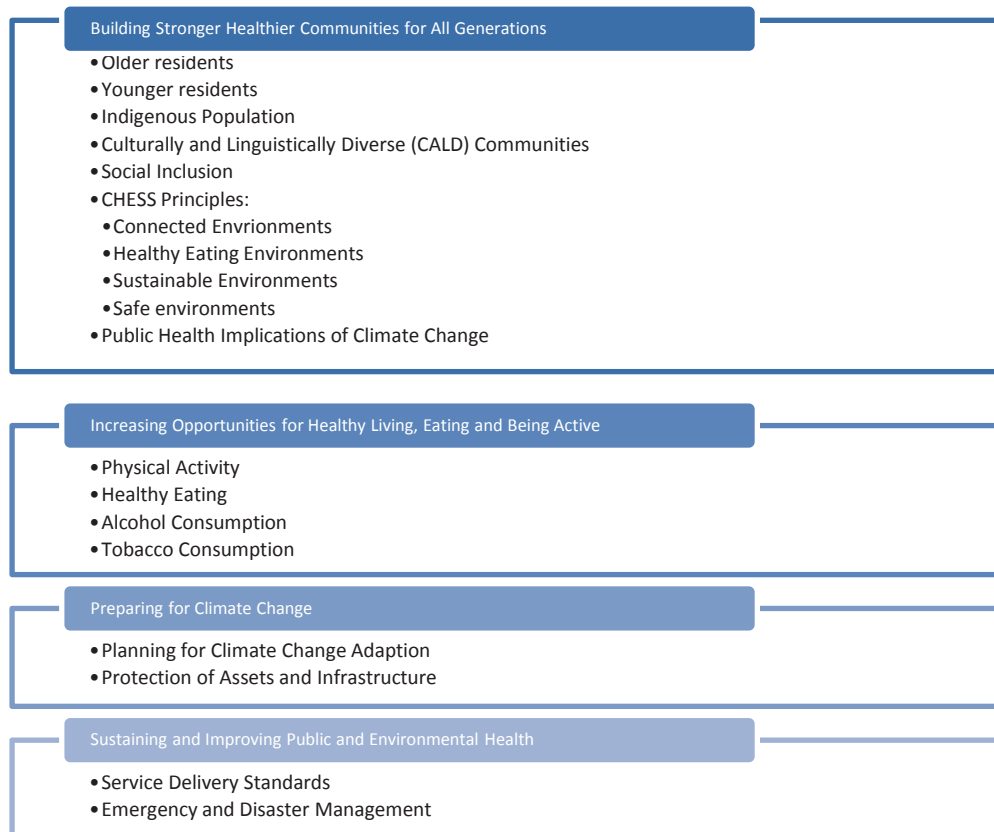 Building Stronger Healthier Communities for All Generations
•Older residents
•Younger residents
•Indigenous Population
•Culturally and Linguistically Diverse (CALD) Communities
•Social Inclusion
•CHESS Principles:
•Connected Envrionments
•Healthy Eating Environments
•Sustainable Environments
•Safe environments
•Public Health Implications of Climate Change
Increasing Opportunities for Healthy Living, Eating and Being Active
•Physical Activity
•Healthy Eating
•Alcohol Consumption
•Tobacco Consumption
Preparing for Climate Change
•Planning for Climate Change Adaption
•Protection of Assets and Infrastructure
Sustaining and Improving Public and Environmental Health
•Service Delivery Standards
•Emergency and Disaster Management